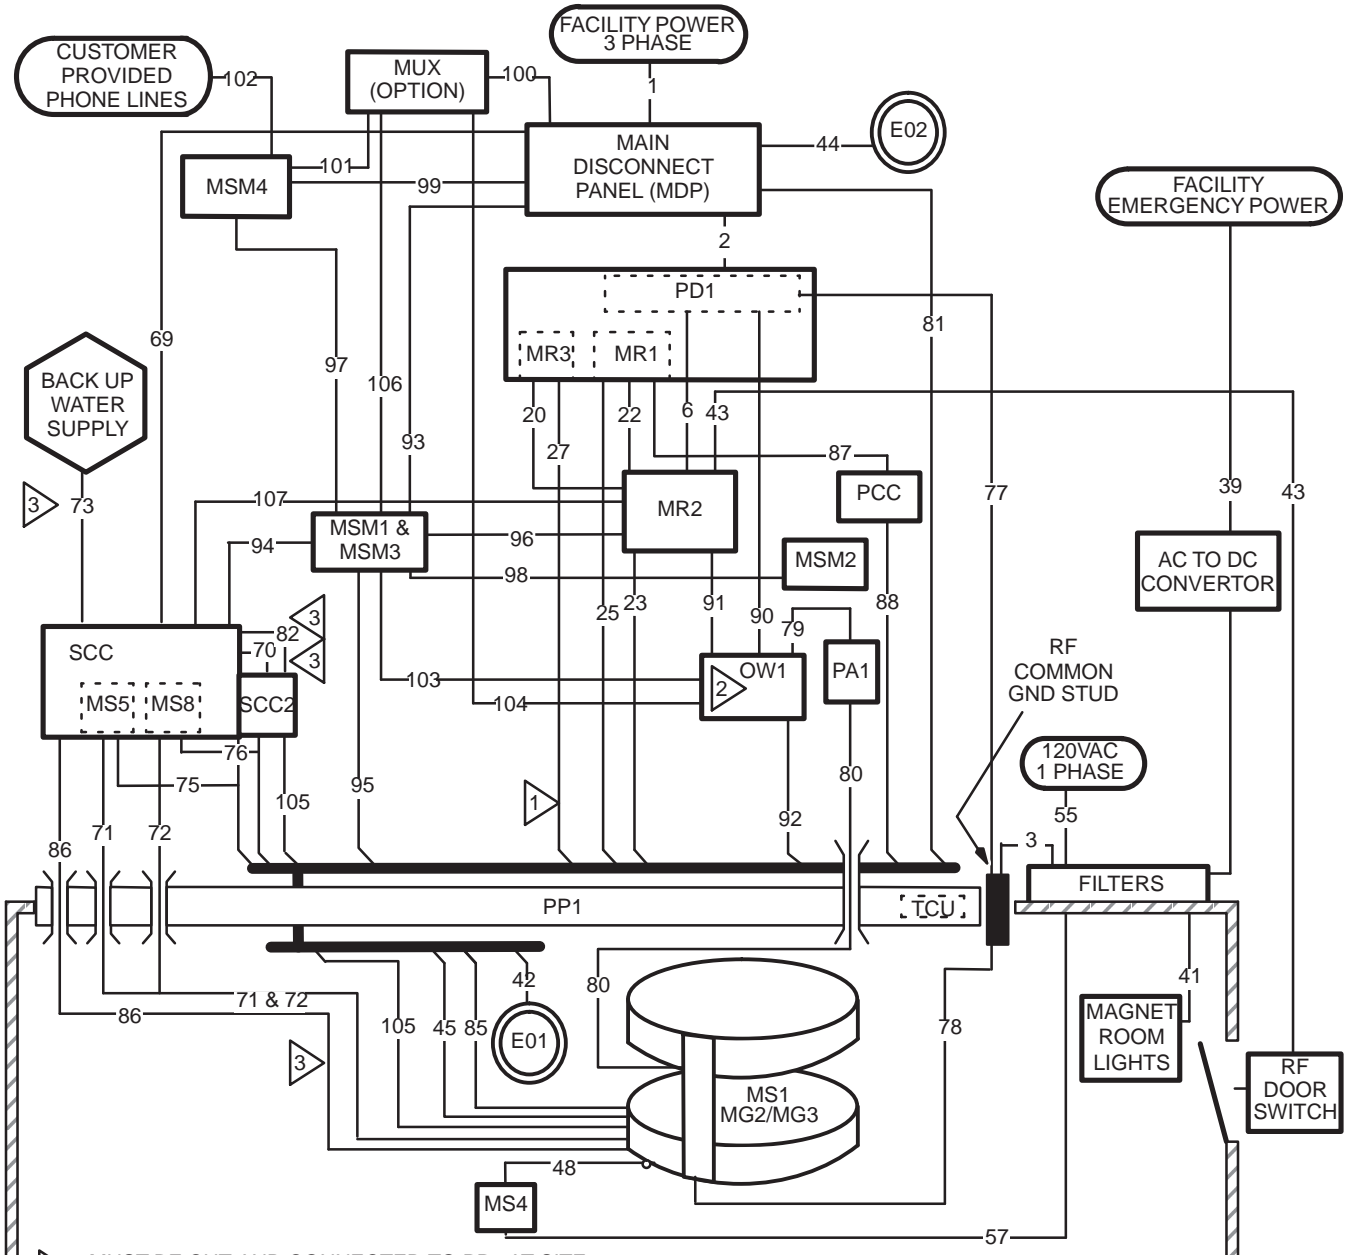 FACILITY POWER
3 PHASE
CUSTOMER
PROVIDED
PHONE LINES
102
MUX
(OPTION)
100
1
E02
44
MAIN
DISCONNECT
PANEL (MDP)
101
MSM4
99
FACILITY
EMERGENCY POWER
2
PD1
81
69
MR3
MR1
97
106
BACK UP
WATER
SUPPLY
20
22
6
43
93
27
87
3
73
107
MR2
PCC
77
39
43
MSM1 &
MSM3
94
96
MSM2
AC TO DC
CONVERTOR
98
25
23
91
90
79
88
3
82
70
3
SCC
MS5
MS8
SCC2
103
104
2
OW1
PA1
RF
COMMON
GND STUD
76
75
105
95
1
92
80
120VAC
1 PHASE
55
3
86
71
72
FILTERS
PP1
TCU
42
80
41
71 & 72
86
105
45
85
E01
78
MAGNET
ROOM
LIGHTS
3
MS1
MG2/MG3
RF
DOOR
SWITCH
48
MS4
57